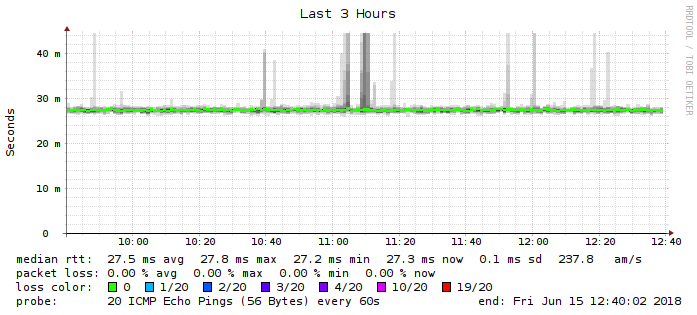 Last 3 Hours
RRDTOOL / TOBI OETIKER
Seconds
40 m
30 m
20 m
10 m
0
10:00 10:20 10:40 11:00 11:20 11:40 12:00 12:20 12:40
median rtt: 27.5 ms avg 27.8 ms max 27.2 ms min 27.3 ms now 0.1 ms sd 237.8 am/s
packet loss: 0.00 % avg 0.00 % max 0.00 % min 0.00 % now
loss color: 0 1/20 2/20 3/20 4/20 10/20 19/20
probe: 20 ICMP Echo Pings (56 Bytes) every 60s end: Fri Jun 15 12:40:02 2018